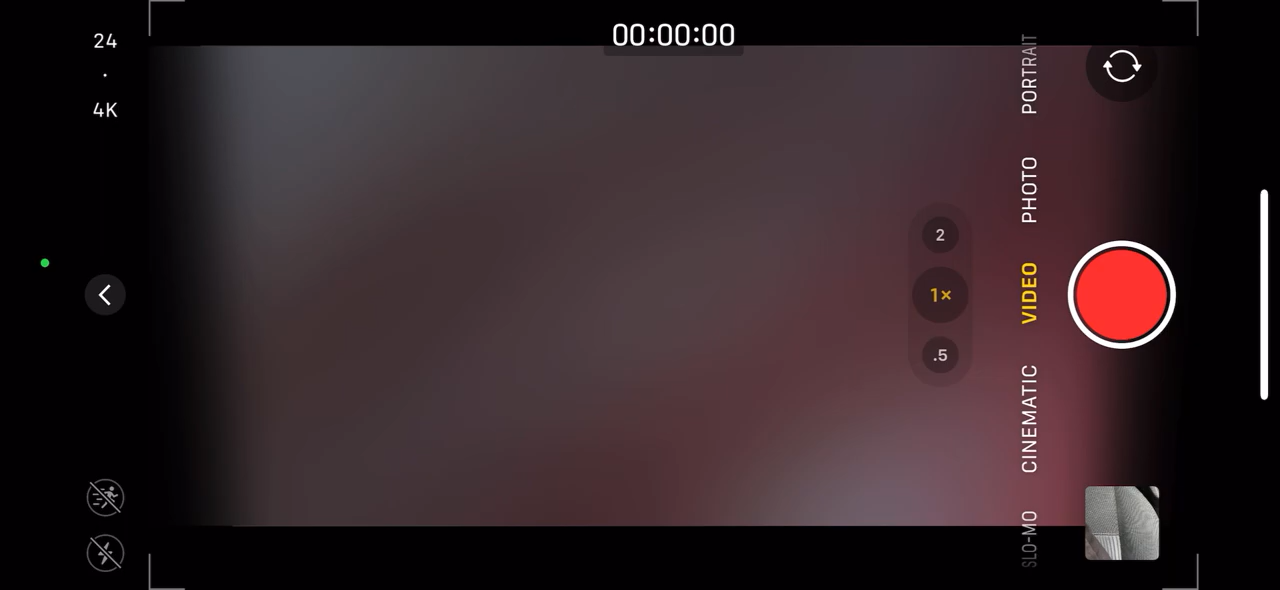 24
·
4K
00:00:00
PORTRAIT
PHOTO
VIDEO
CINEMATIC
SLO-MO
2
1×
.5